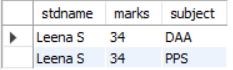 stdname marks subject
Leena S 34 DAA
Leena S 34 PPS